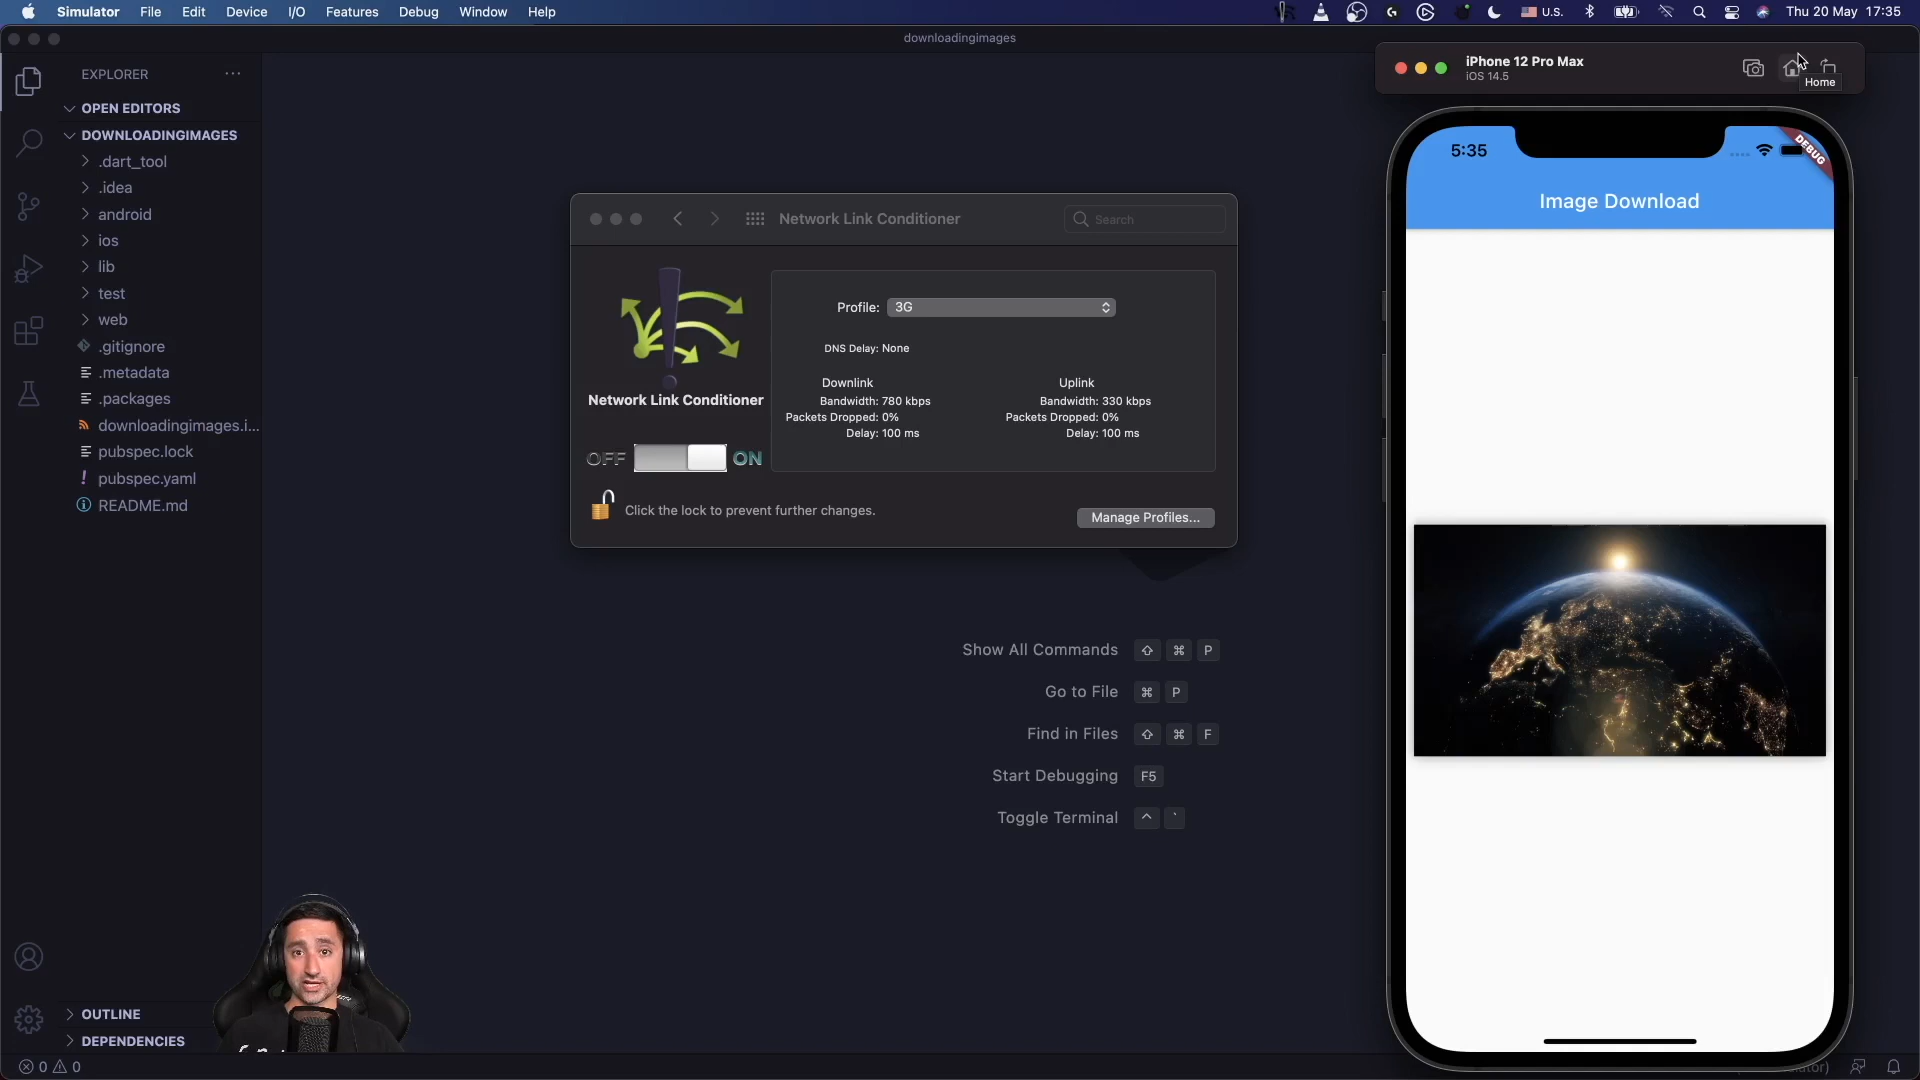 Simulator File Edit Device I/O Features Debug Window Help
U.S. Thu 20 May 17:35
downloadingimages
EXPLORER
OPEN EDITORS
DOWNLOADINGIMAGES
.dart_tool
.idea
android
ios
lib
test
web
.gitignore
.metadata
.packages
downloadingimages.i...
pubspec.lock
pubspec.yaml
README.md
OUTLINE
DEPENDENCIES
0 0
Network Link Conditioner
Search
Network Link Conditioner
OFF ON
Profile: 3G
DNS Delay: None
Downlink Uplink
Bandwidth: 780 kbps Bandwidth: 330 kbps
Packets Dropped: 0% Packets Dropped: 0%
Delay: 100 ms Delay: 100 ms
Click the lock to prevent further changes.
Manage Profiles...
Show All Commands ⇧ ⌘ P
Go to File ⌘ P
Find in Files ⇧ ⌘ F
Start Debugging F5
Toggle Terminal ^ `
iPhone 12 Pro Max
iOS 14.5
Home
5:35
DEBUG
Image Download